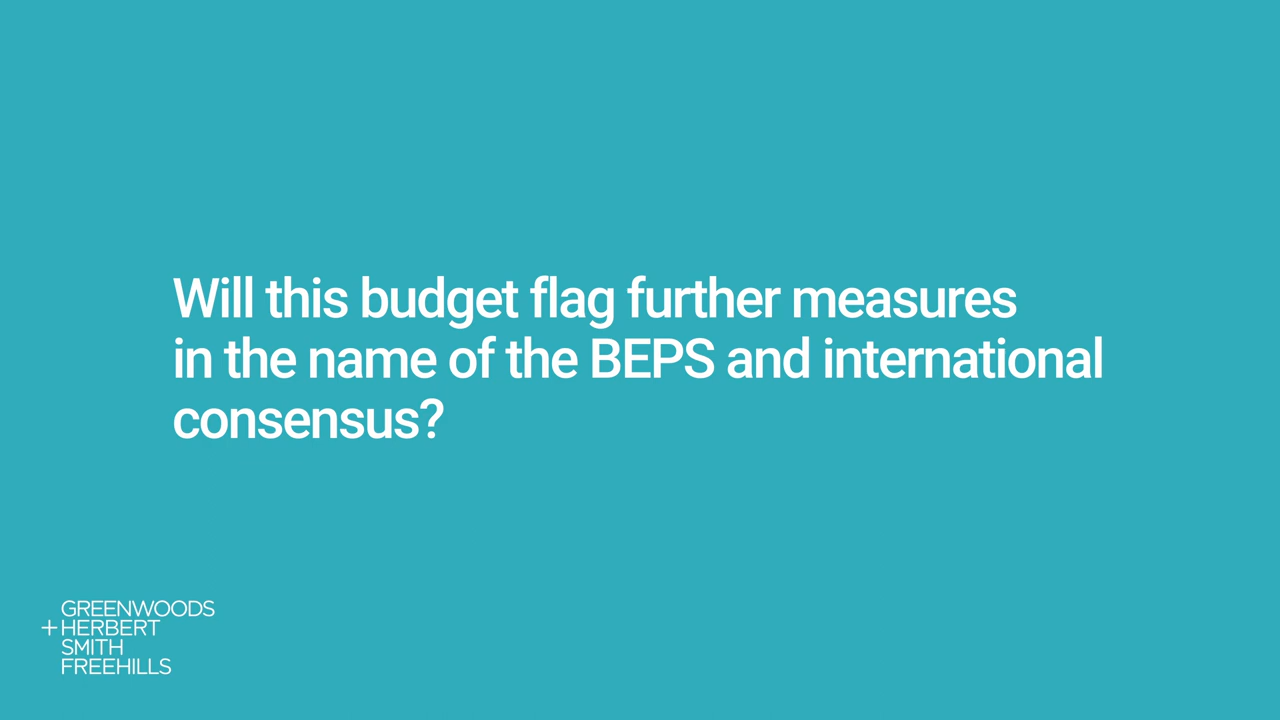 Will this budget flag further measures
in the name of the BEPS and international
consensus?
GREENWOODS
+HERBERT
SMITH
FREEHILLS